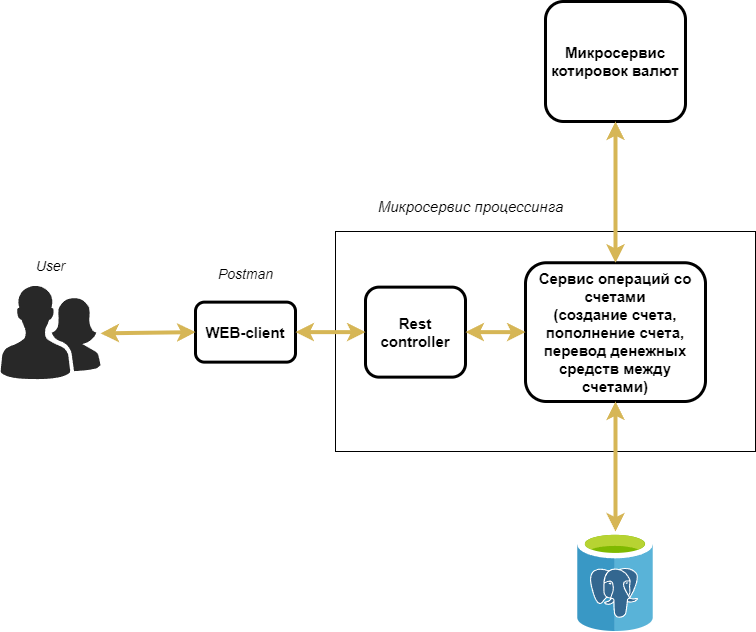 Микросервис
котировок валют
Микросервис процессинга
User
Postman
WEB-client
Rest
controller
Сервис операций со
счетами
(создание счета,
пополнение счета,
перевод денежных
средств между
счетами)